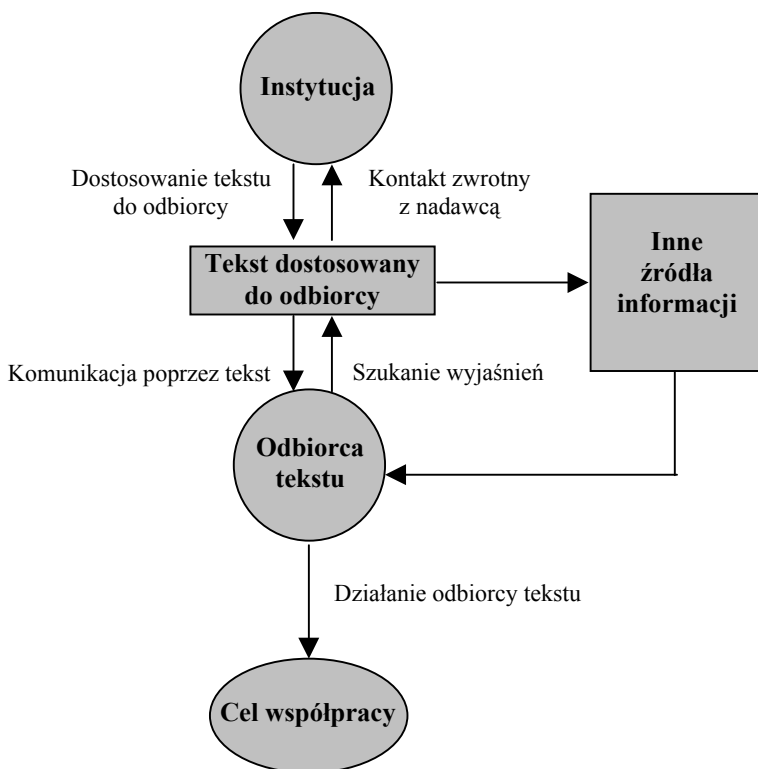 Instytucja
Dostosowanie tekstu
do odbiorcy
Kontakt zwrotny
z nadawcą
Tekst dostosowany
do odbiorcy
Inne
źródła
informacji
Komunikacja poprzez tekst
Szukanie wyjaśnień
Odbiorca
tekstu
Działanie odbiorcy tekstu
Cel współpracy